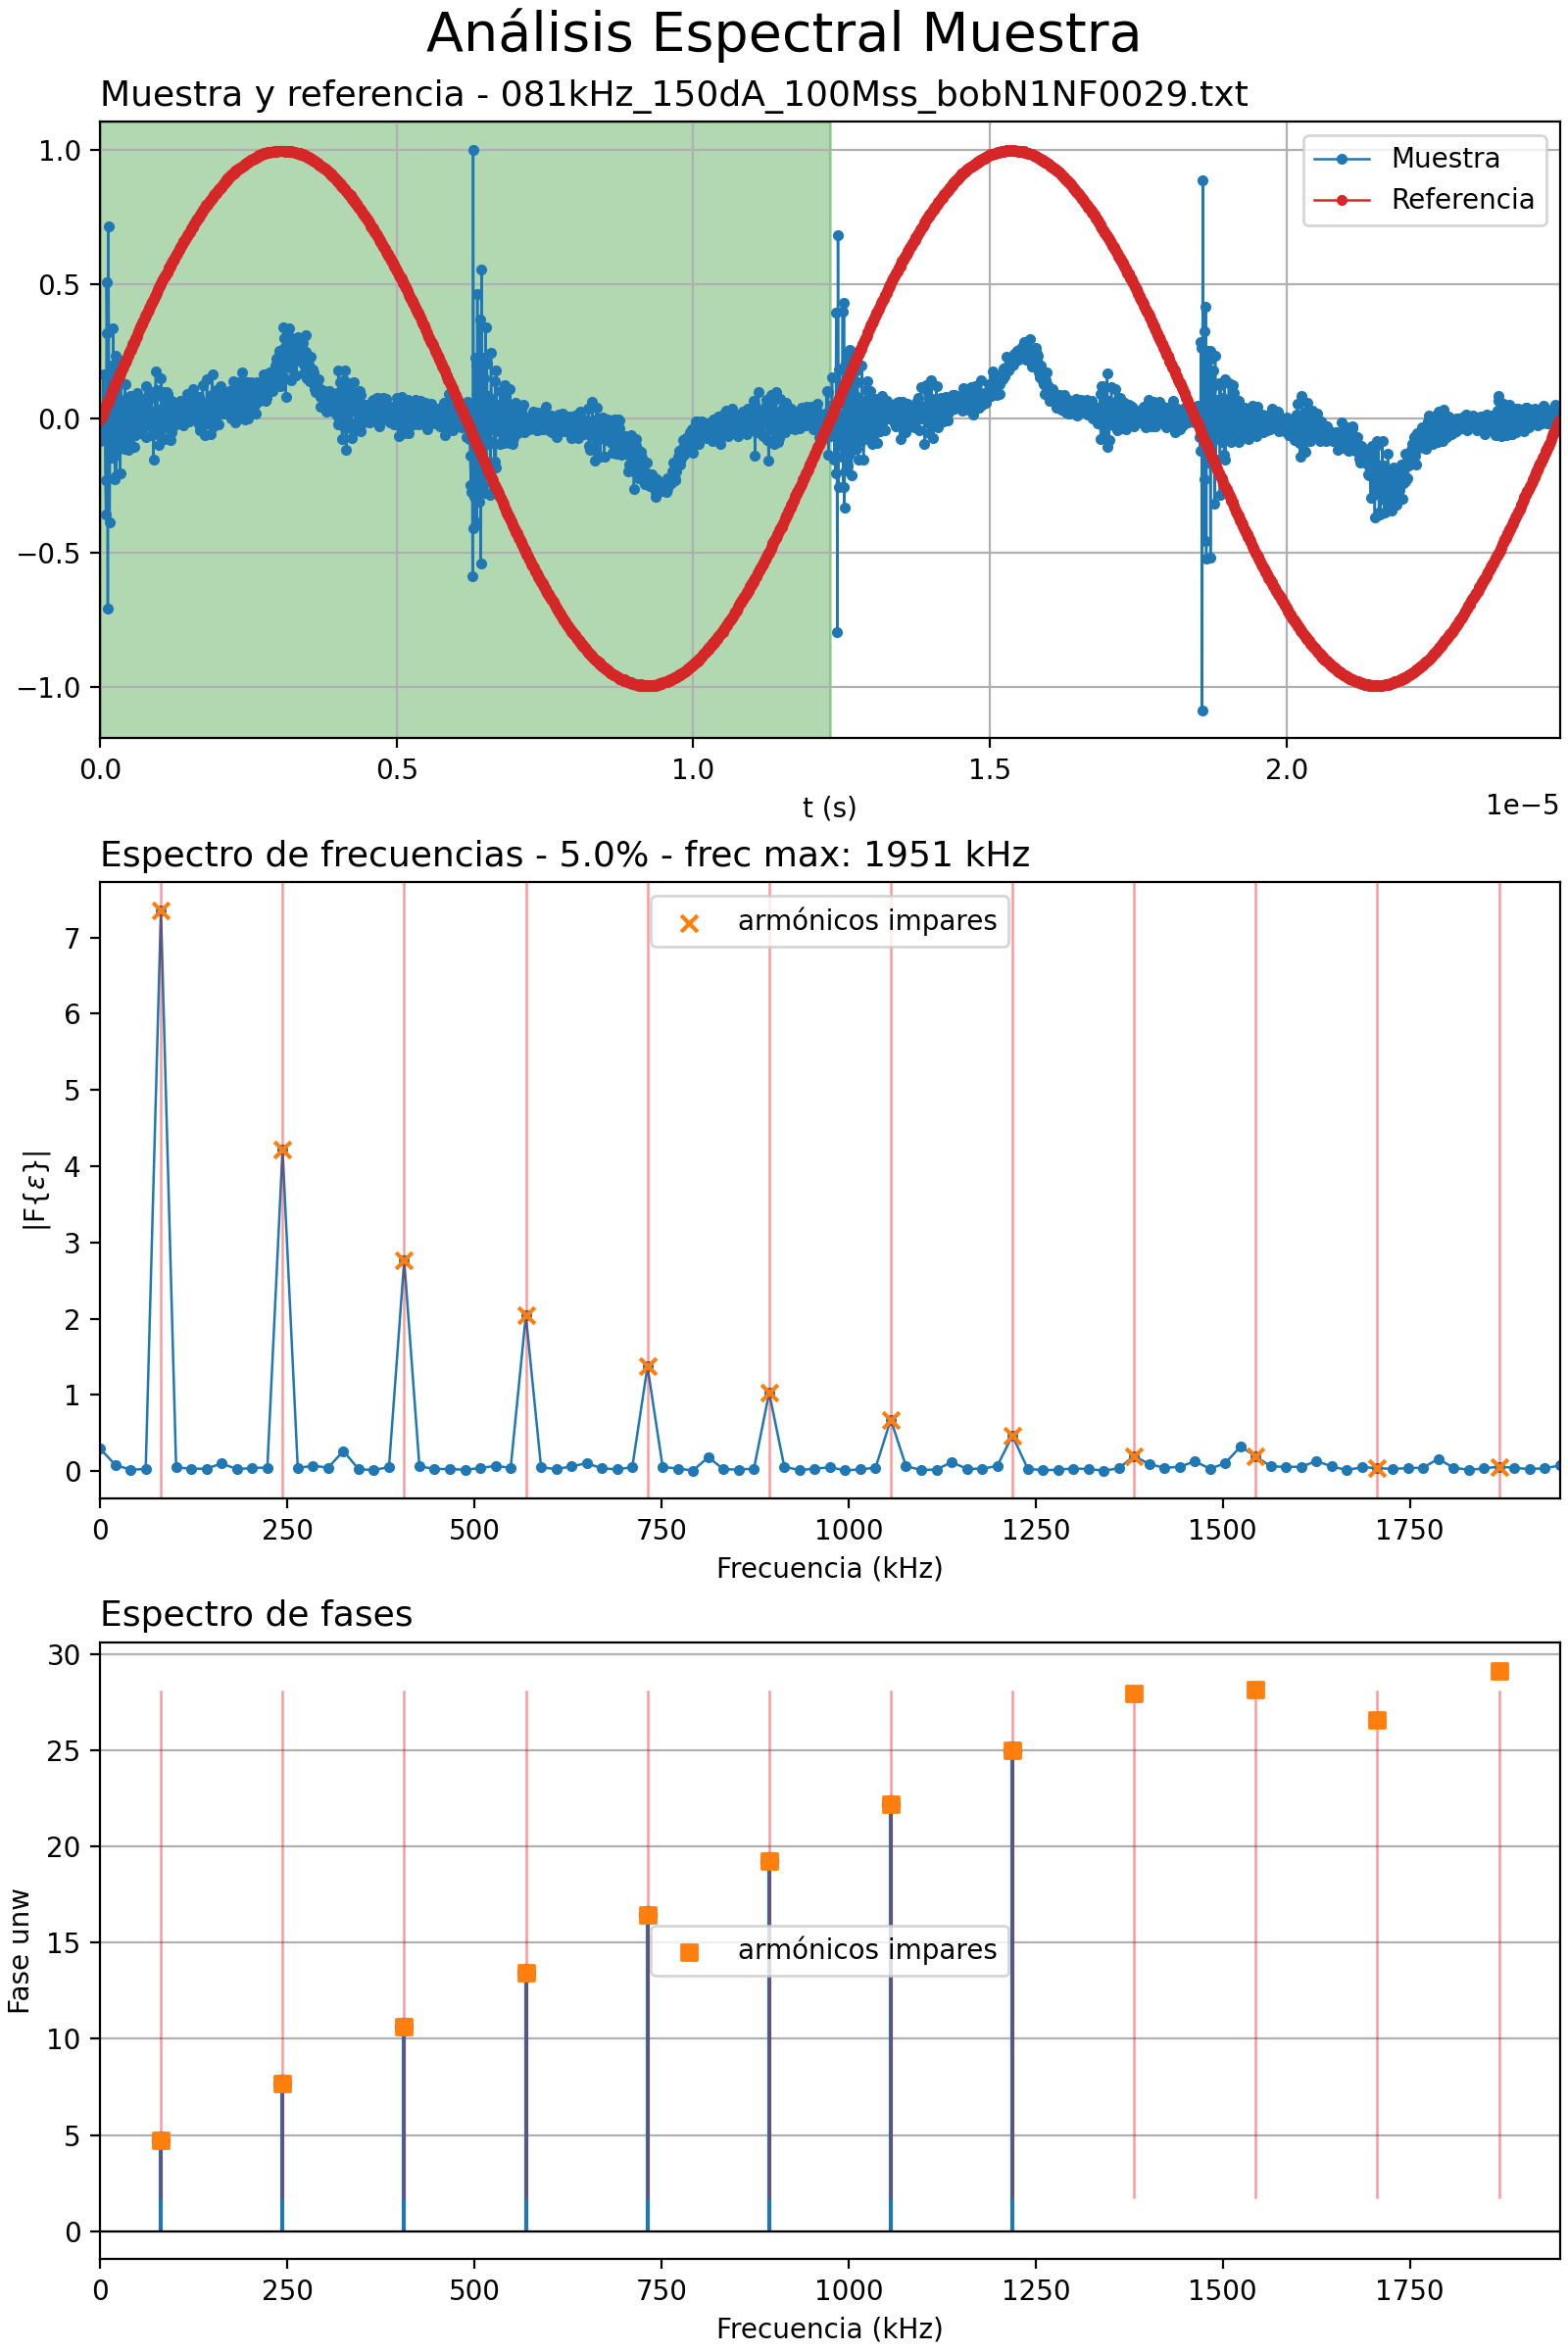 Análisis Espectral Muestra
Muestra y referencia - 081kHz_150dA_100Mss_bobN1NF0029.txt
1.0
0.5
0.0
−0.5
−1.0
Muestra
Referencia
0.0 0.5 1.0 1.5 2.0
t (s)
1e−5
Espectro de frecuencias - 5.0% - frec max: 1951 kHz
armónicos impares
|F{ε}|
7
6
5
4
3
2
1
0
0 250 500 750 1000 1250 1500 1750
Frecuencia (kHz)
Espectro de fases
Fase unw
30
25
20
15
10
5
0
armónicos impares
0 250 500 750 1000 1250 1500 1750
Frecuencia (kHz)